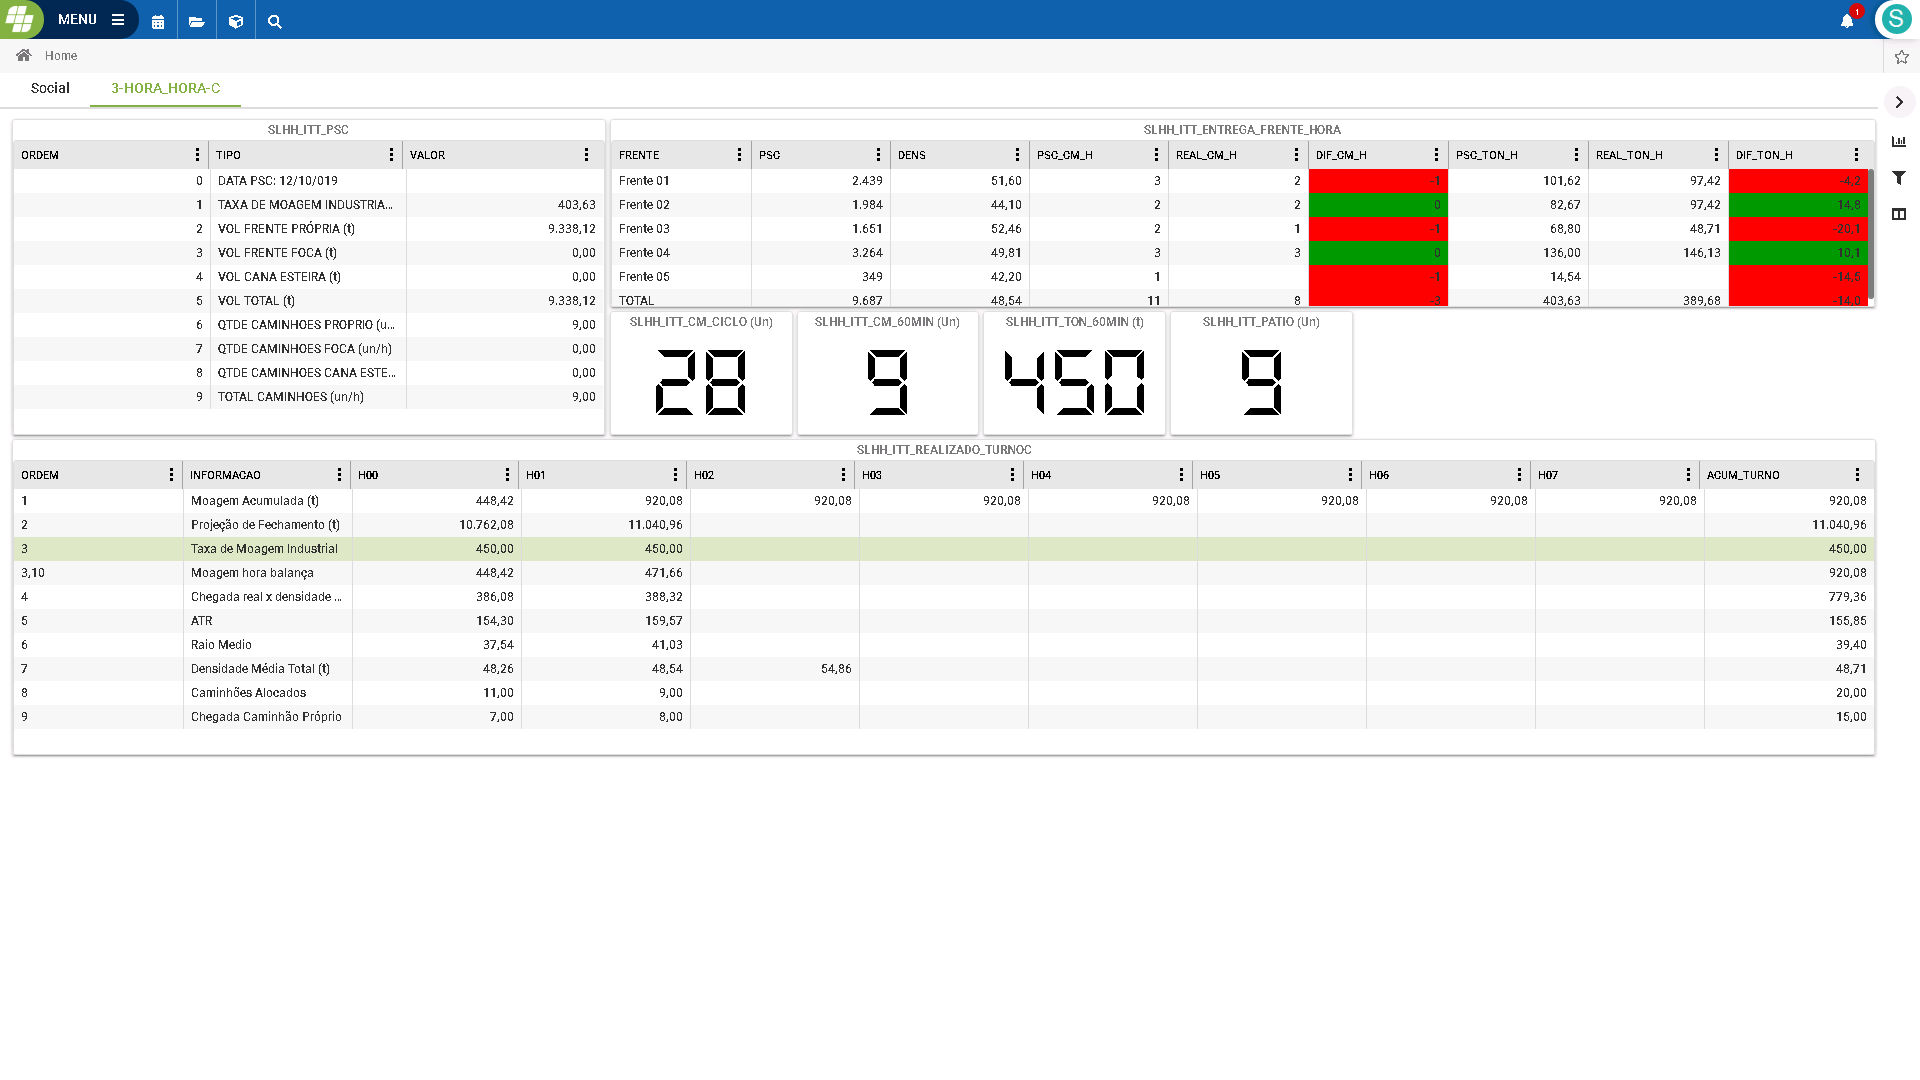 MENU
1
S
Home
Social 3-HORA_HORA-C
SLHH_ITT_PSC
ORDEM TIPO VALOR
0 DATA PSC: 12/10/019
1 TAXA DE MOAGEM INDUSTRIA... 403,63
2 VOL FRENTE PRÓPRIA (t) 9.338,12
3 VOL FRENTE FOCA (t) 0,00
4 VOL CANA ESTEIRA (t) 0,00
5 VOL TOTAL (t) 9.338,12
6 QTDE CAMINHOES PROPRIO (u... 9,00
7 QTDE CAMINHOES FOCA (un/h) 0,00
8 QTDE CAMINHOES CANA ESTE... 0,00
9 TOTAL CAMINHOES (un/h) 9,00
SLHH_ITT_ENTREGA_FRENTE_HORA
FRENTE PSC DENS PSC_CM_H REAL_CM_H DIF_CM_H PSC_TON_H REAL_TON_H DIF_TON_H
Frente 01 2.439 51,60 3 2 -1 101,62 97,42 -4,2
Frente 02 1.984 44,10 2 2 0 82,67 97,42 14,8
Frente 03 1.651 52,46 2 1 -1 68,80 48,71 -20,1
Frente 04 3.264 49,81 3 3 0 136,00 146,13 10,1
Frente 05 349 42,20 1 -1 14,54 -14,5
TOTAL 9.687 48,54 11 8 -3 403,63 389,68 -14,0
SLHH_ITT_CM_CICLO (Un)
28
SLHH_ITT_CM_60MIN (Un)
9
SLHH_ITT_TON_60MIN (t)
450
SLHH_ITT_PATIO (Un)
9
SLHH_ITT_REALIZADO_TURNOC
ORDEM INFORMACAO H00 H01 H02 H03 H04 H05 H06 H07 ACUM_TURNO
1 Moagem Acumulada (t) 448,42 920,08 920,08 920,08 920,08 920,08 920,08 920,08 920,08
2 Projeção de Fechamento (t) 10.762,08 11.040,96 11.040,96
3 Taxa de Moagem Industrial 450,00 450,00 450,00
3,10 Moagem hora balança 448,42 471,66 920,08
4 Chegada real x densidade ... 386,08 388,32 779,36
5 ATR 154,30 159,57 155,85
6 Raio Medio 37,54 41,03 39,40
7 Densidade Média Total (t) 48,26 48,54 54,86 48,71
8 Caminhões Alocados 11,00 9,00 20,00
9 Chegada Caminhão Próprio 7,00 8,00 15,00